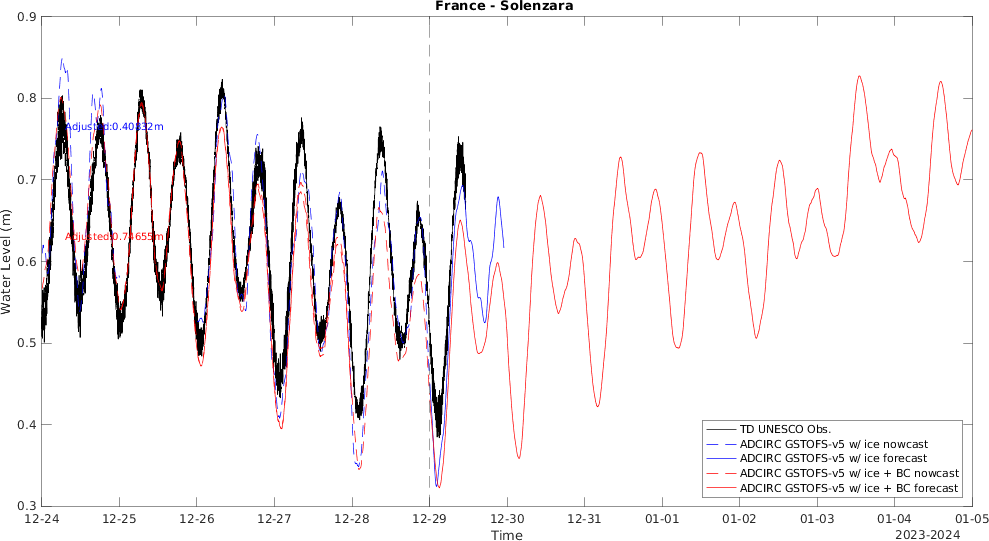 France - Solenzara
0.9
0.8
0.7
0.6
0.5
0.4
0.3
Water Level (m)
Adjusted:0.40832m
Adjusted:0.74655m
TD UNESCO Obs.
ADCIRC GSTOFS-v5 w/ ice nowcast
ADCIRC GSTOFS-v5 w/ ice forecast
ADCIRC GSTOFS-v5 w/ ice + BC nowcast
ADCIRC GSTOFS-v5 w/ ice + BC forecast
12-24 12-25 12-26 12-27 12-28 12-29 12-30 12-31 01-01 01-02 01-03 01-04 01-05
Time
2023-2024